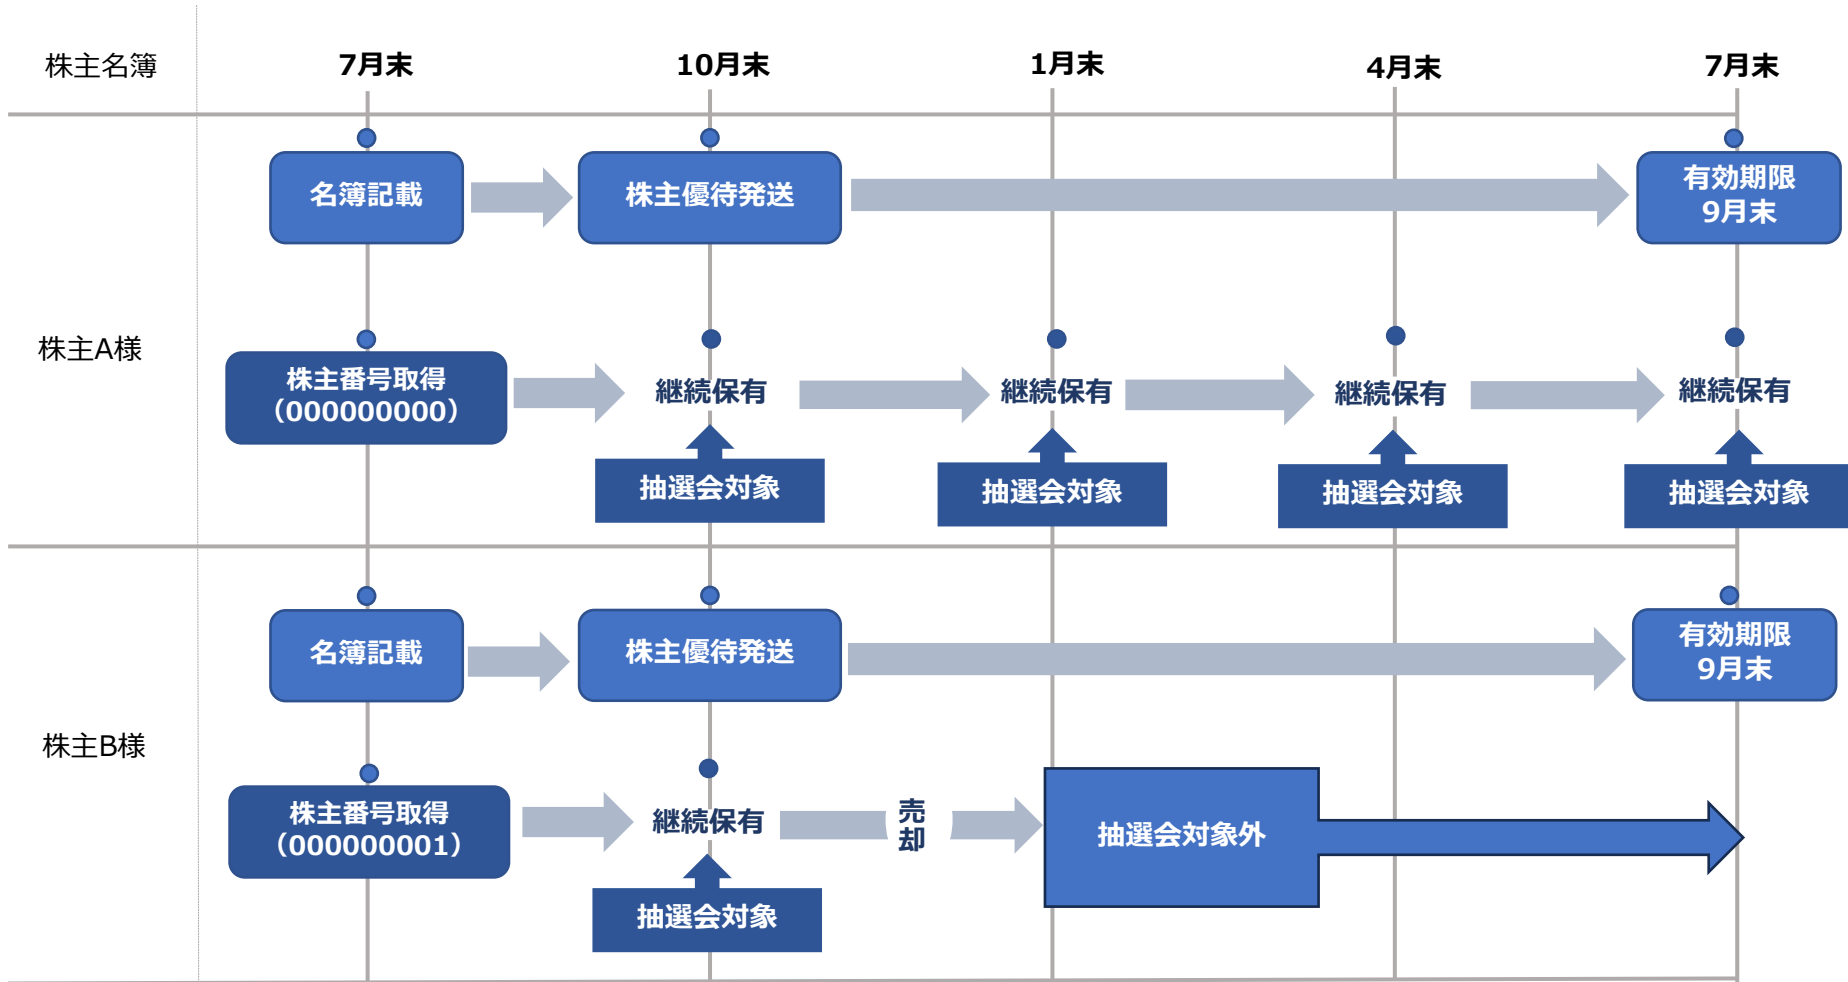 株主名簿
7月末
10月末
1月末
4月末
7月末
株主A様
名簿記載
株主優待発送
有効期限
9月末
株主番号取得
（000000000）
継続保有
継続保有
継続保有
継続保有
抽選会対象
抽選会対象
抽選会対象
抽選会対象
株主B様
名簿記載
株主優待発送
有効期限
9月末
株主番号取得
（000000001）
継続保有
売
却
抽選会対象外
抽選会対象